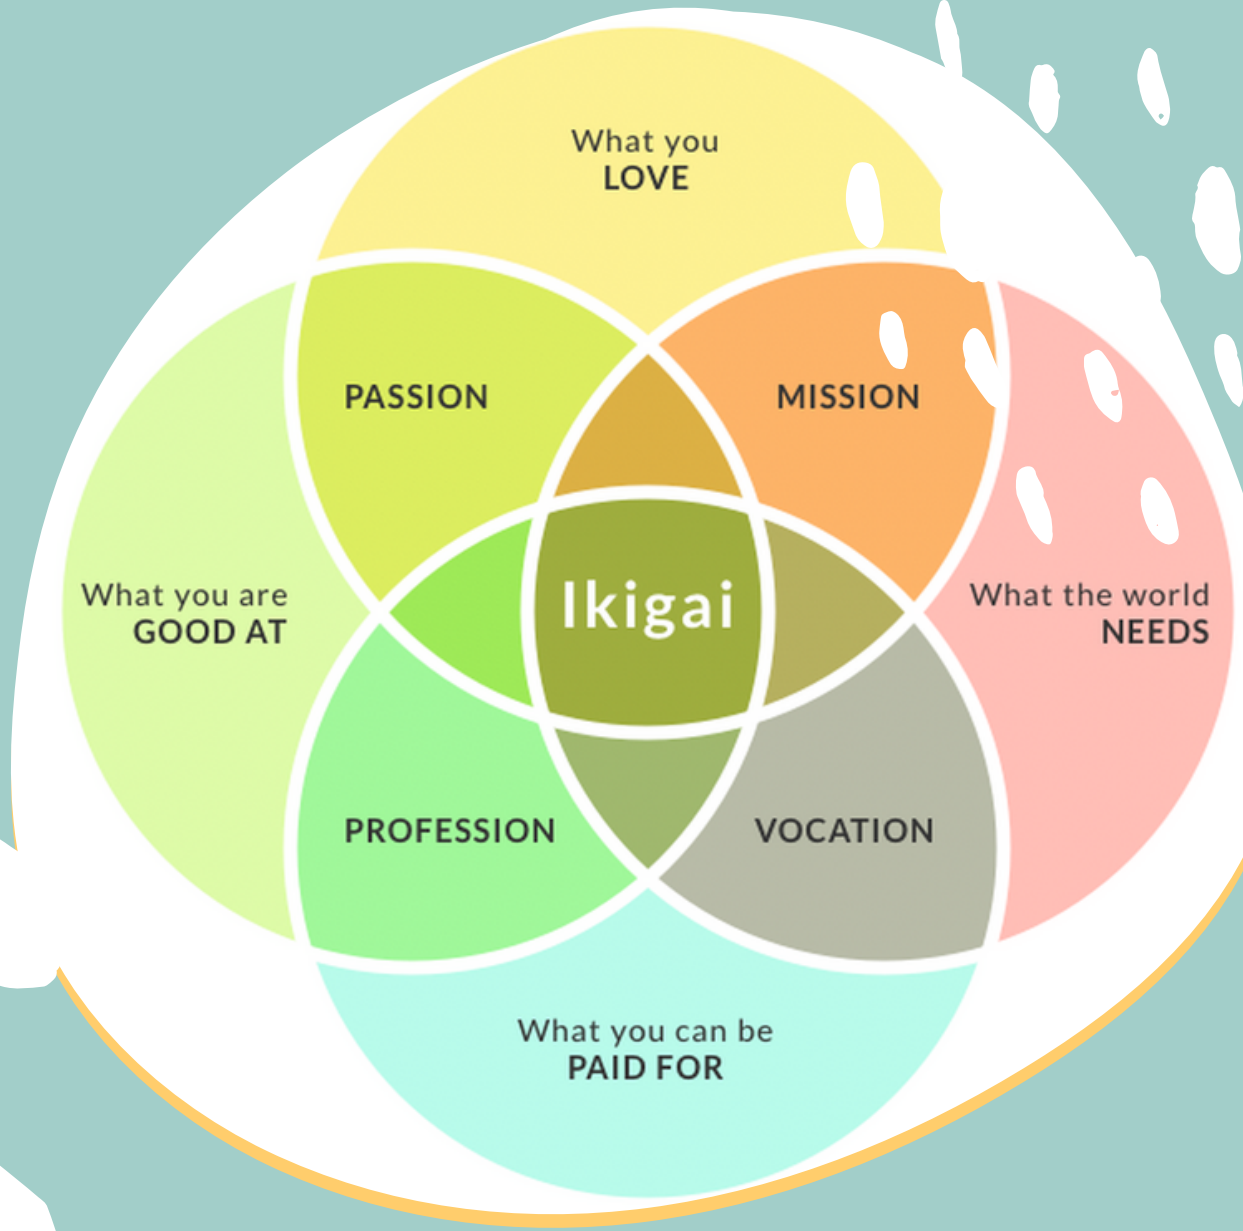 What you
LOVE
PASSION
MISSION
What you are
GOOD AT
Ikigai
What the world
NEEDS
PROFESSION
VOCATION
What you can be
PAID FOR